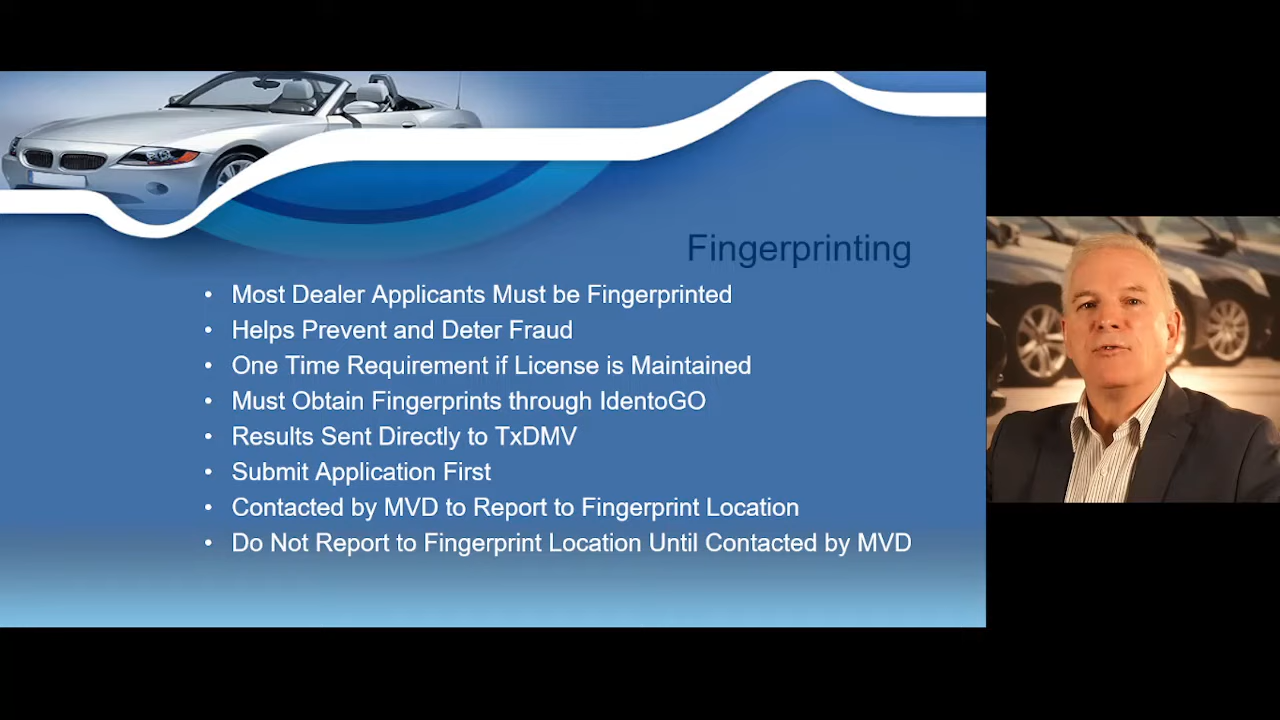 Fingerprinting
• Most Dealer Applicants Must be Fingerprinted
• Helps Prevent and Deter Fraud
• One Time Requirement if License is Maintained
• Must Obtain Fingerprints through IdentoGO
• Results Sent Directly to TxDMV
• Submit Application First
• Contacted by MVD to Report to Fingerprint Location
• Do Not Report to Fingerprint Location Until Contacted by MVD